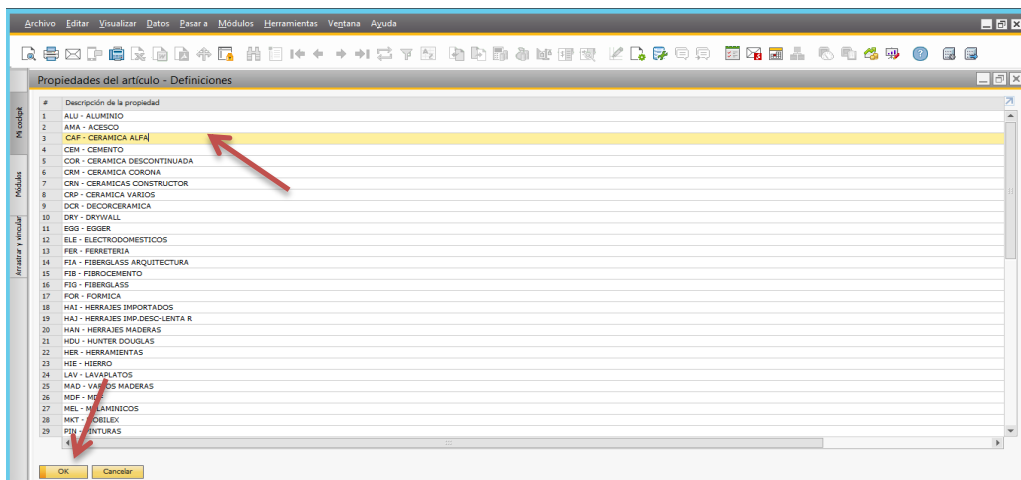 Archivo Editar Visualizar Datos Pasar a Módulos Herramientas Ventana Ayuda
Propiedades del artículo - Definiciones
Mi cockpit
Módulos
Arrastrar y vincular
# Descripción de la propiedad
1 ALU - ALUMINIO
2 AMA - ACESCO
3 CAF - CERAMICA ALFA
4 CEM - CEMENTO
5 COR - CERAMICA DESCONTINUADA
6 CRM - CERAMICA CORONA
7 CRN - CERAMICAS CONSTRUCTOR
8 CRP - CERAMICA VARIOS
9 DCR - DECORCERAMICA
10 DRY - DRYWALL
11 EGG - EGGER
12 ELE - ELECTRODOMESTICOS
13 FER - FERRETERIA
14 FIA - FIBERGLASS ARQUITECTURA
15 FIB - FIBROCEMENTO
16 FIG - FIBERGLASS
17 FOR - FORMICA
18 HAI - HERRAJES IMPORTADOS
19 HAJ - HERRAJES IMP.DESC-LENTA R
20 HAN - HERRAJES MADERAS
21 HDU - HUNTER DOUGLAS
22 HER - HERRAMIENTAS
23 HIE - HIERRO
24 LAV - LAVAPLATOS
25 MAD - VARIOS MADERAS
26 MDF - MDF
27 MEL - MELAMINICOS
28 MKT - MOBILEX
29 PIN - PINTURAS
OK Cancelar